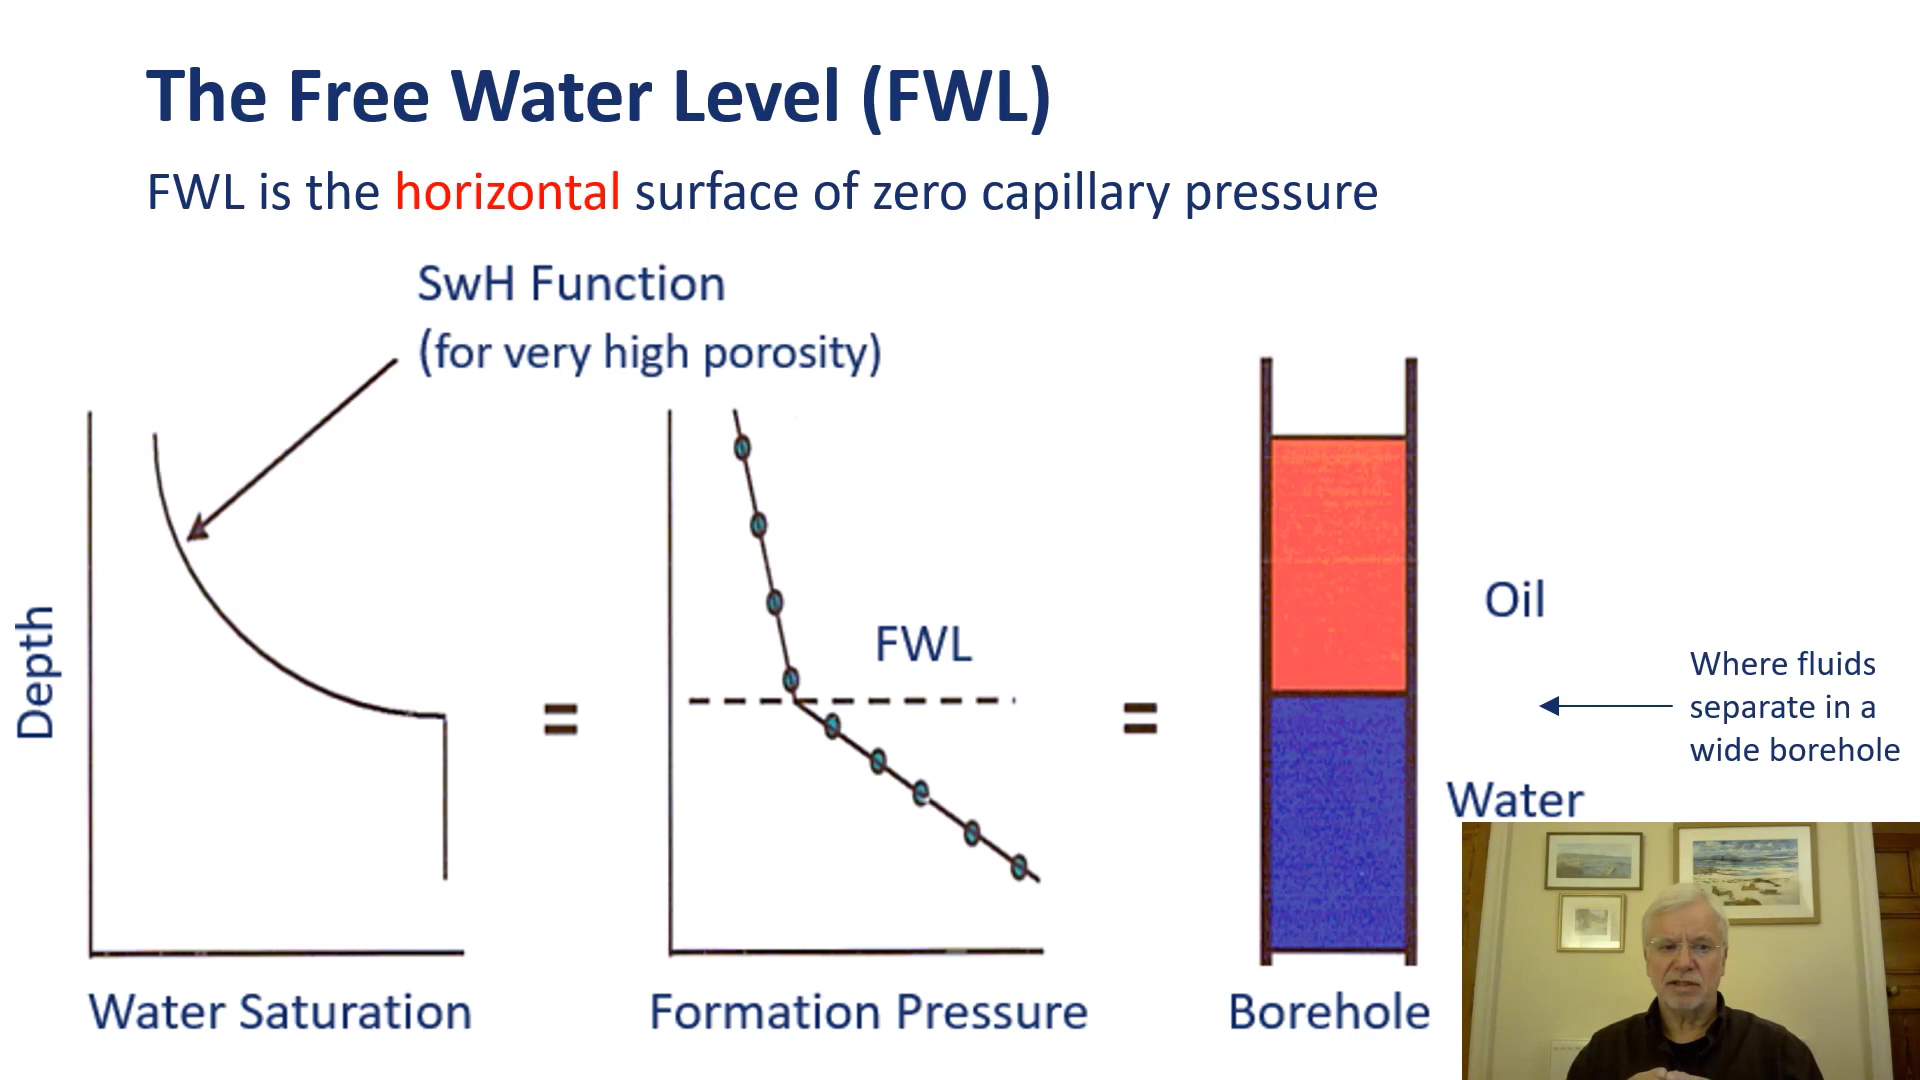 The Free Water Level (FWL)
FWL is the horizontal surface of zero capillary pressure
SwH Function
(for very high porosity)
Depth
=
FWL
=
Oil
Water
Where fluids
separate in a
wide borehole
Water Saturation
Formation Pressure
Borehole